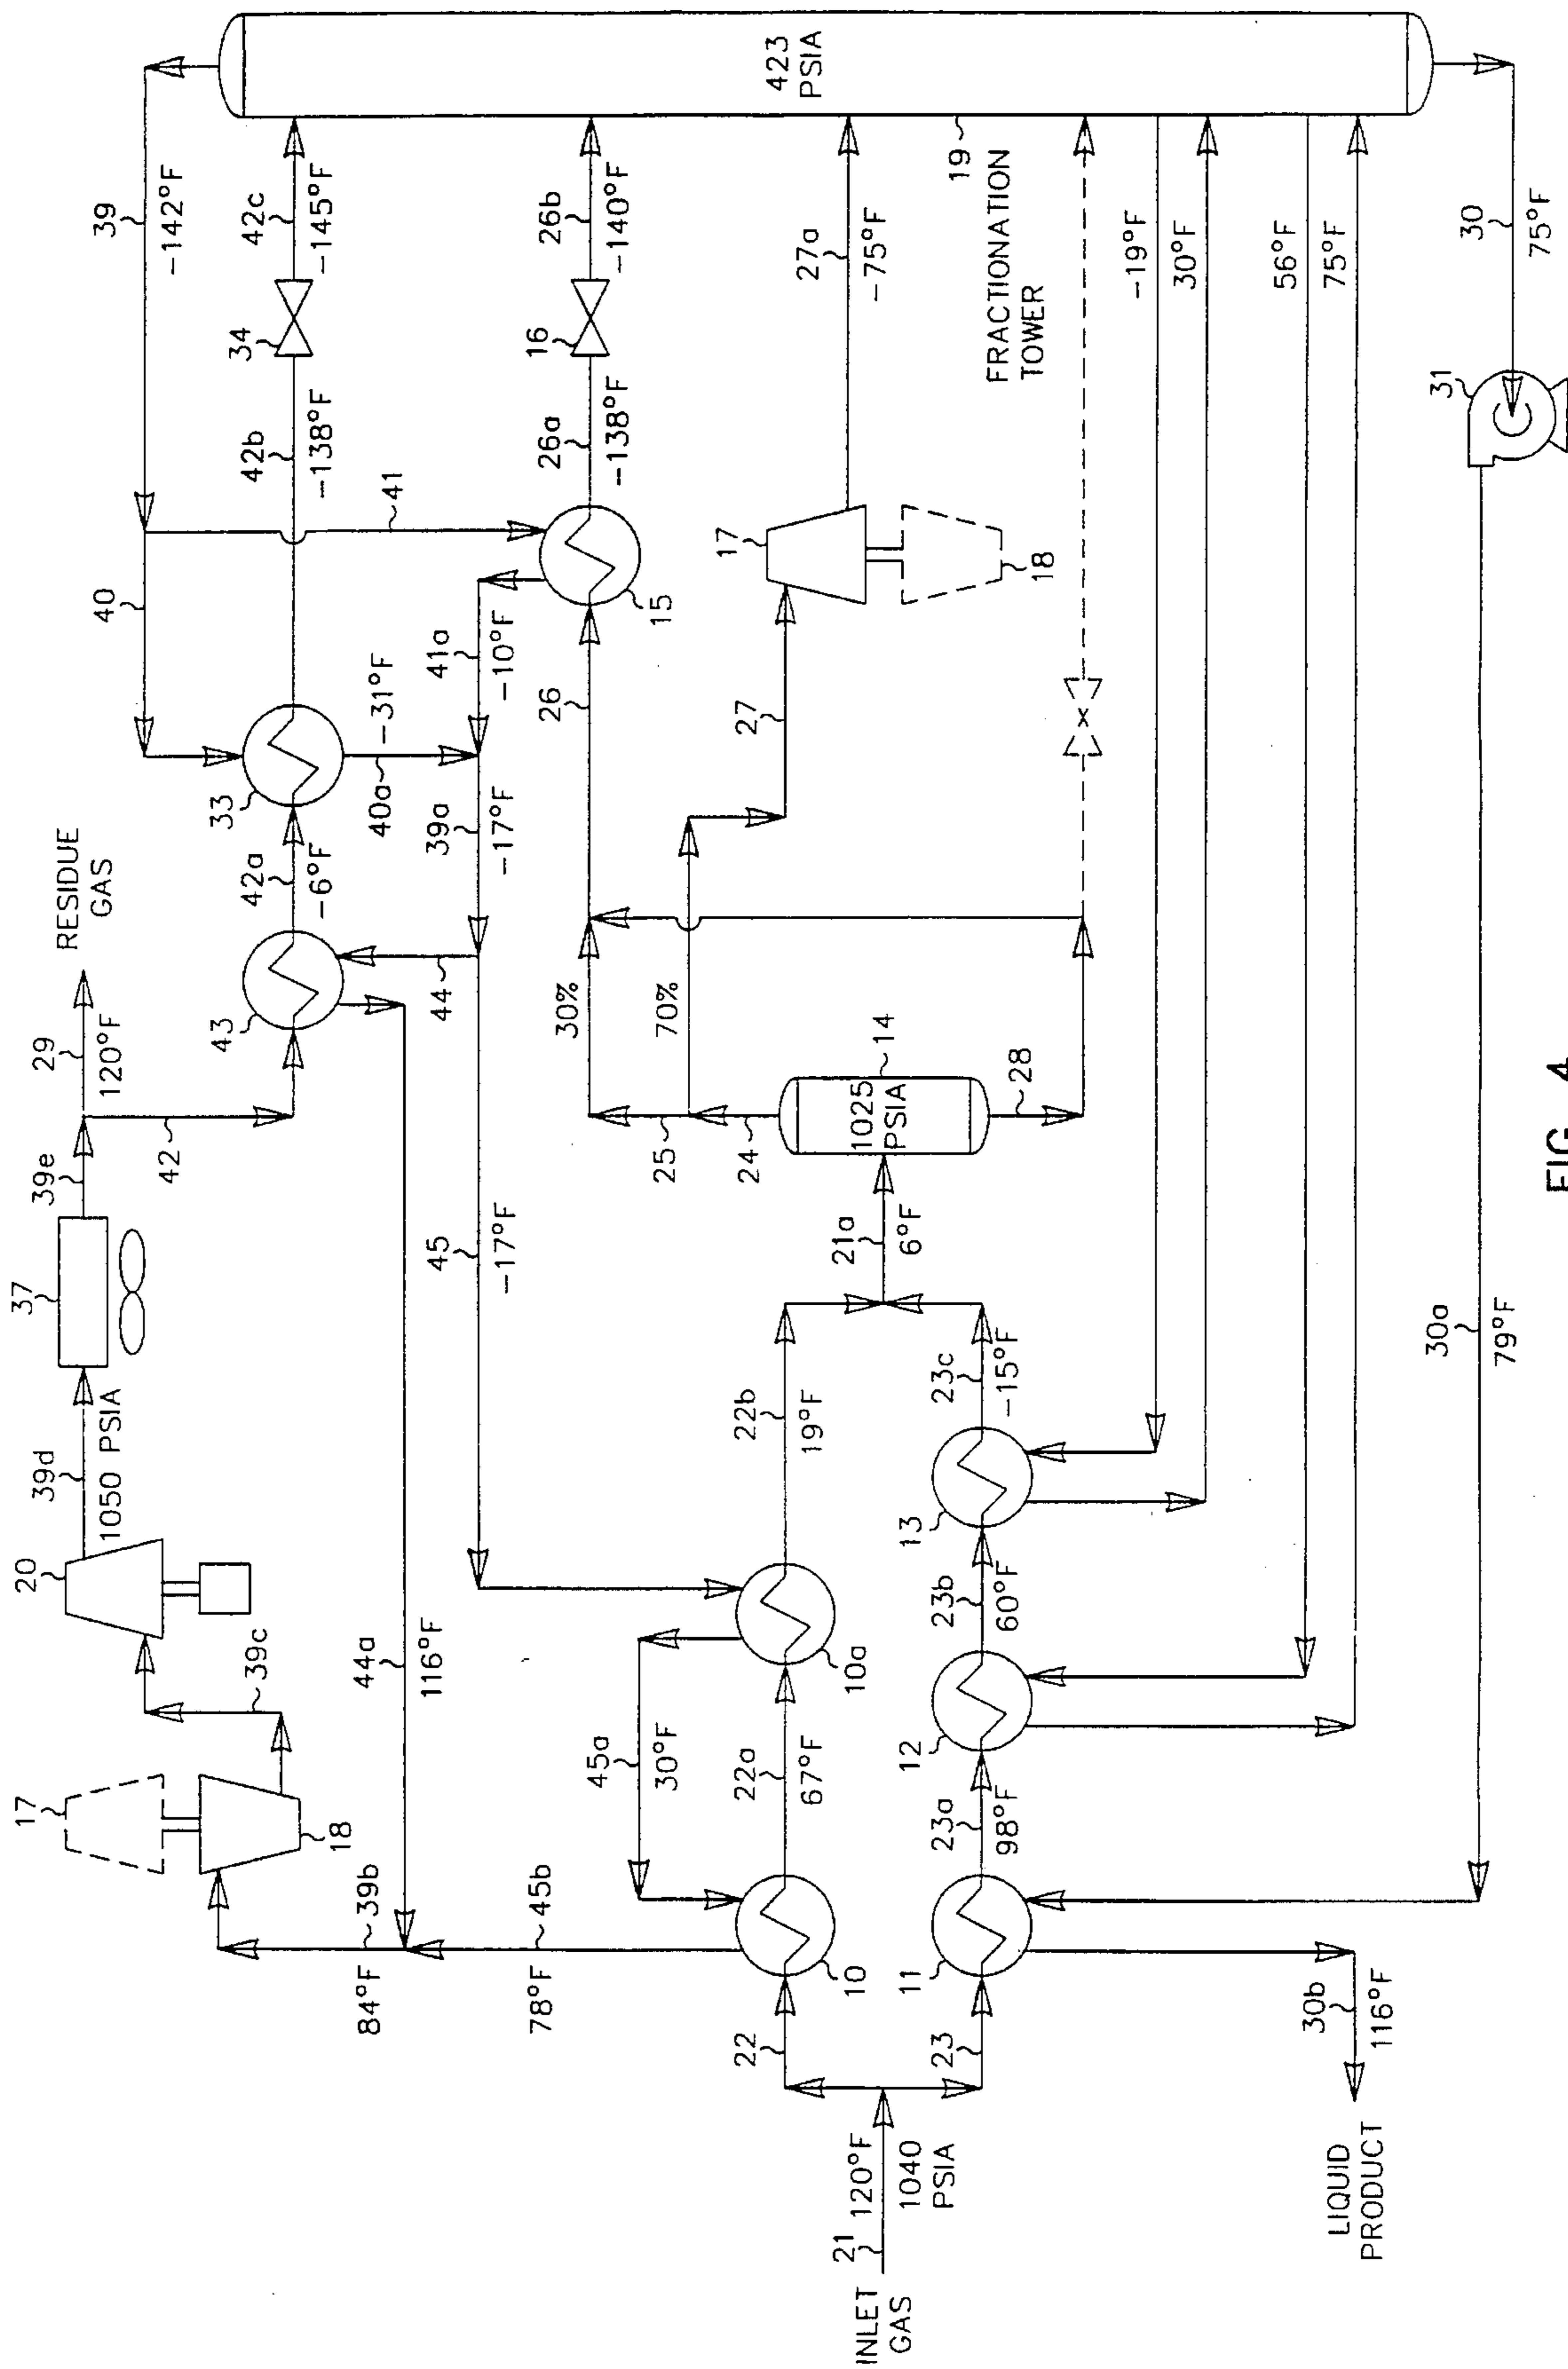 39
−142°F
40
41
42c
−145°F
34
42b
−138°F
33
42a
−6°F
43
RESIDUE
GAS
29
120°F
42
39e
37
39d
1050 PSIA
20
39c
17
18
39b
84°F
45b
78°F
44a
116°F
44
40a
−31°F
39a
−17°F
41a
−10°F
15
26b
−140°F
16
26a
−138°F
26
30%
70%
25
24
1025
PSIA
14
28
27
17
18
27a
−75°F
423
PSIA
19
FRACTIONATION
TOWER
45
−17°F
21a
6°F
22b
19°F
10a
45a
30°F
22a
67°F
10
22
23
11
23a
98°F
12
23b
60°F
13
23c
−15°F
−19°F
30°F
56°F
75°F
30
75°F
31
30a
79°F
30b
116°F
LIQUID
PRODUCT
INLET
GAS
21
120°F
1040
PSIA
FIG. 4